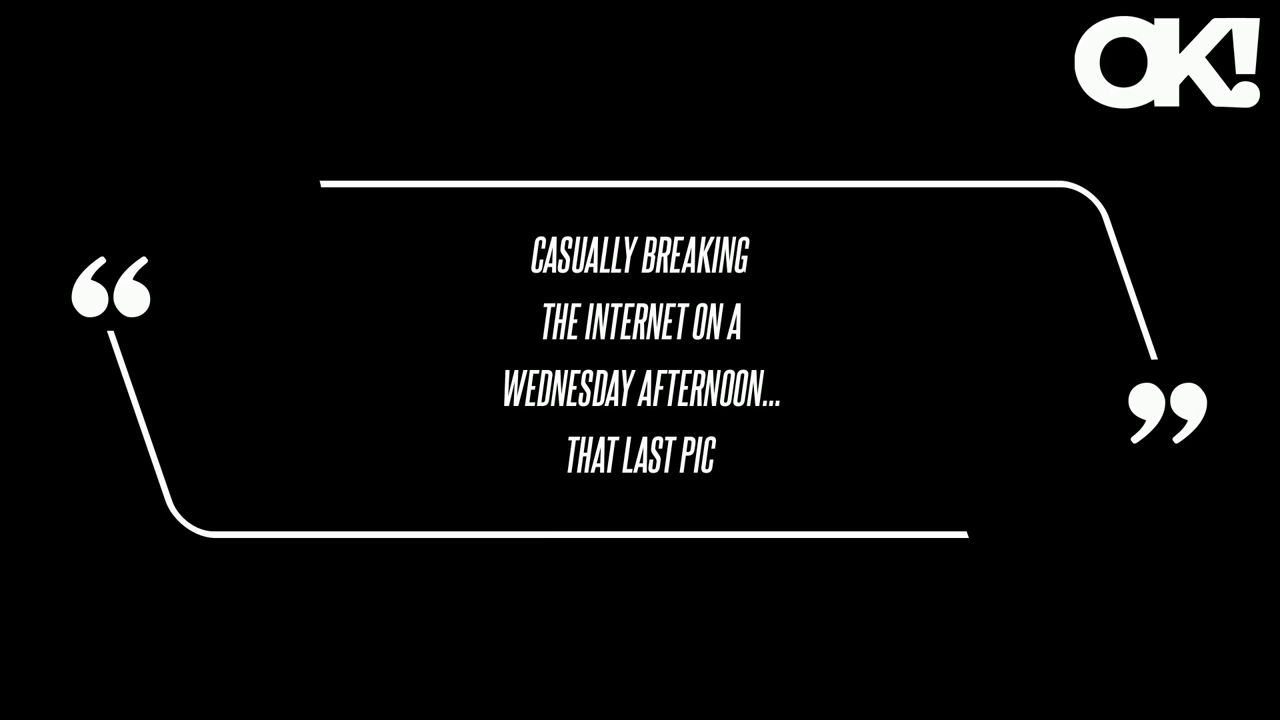 OK!
“
CASUALLY BREAKING
THE INTERNET ON A
WEDNESDAY AFTERNOON...
THAT LAST PIC
”